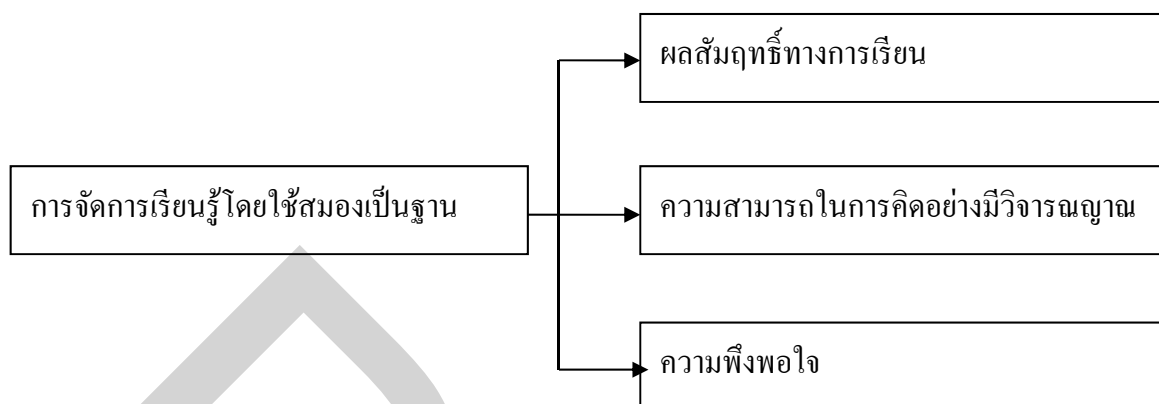 ผลสัมฤทธิ์ทางการเรียน
การจัดการเรียนรู้โดยใช้สมองเป็นฐาน
ความสามารถในการคิดอย่างมีวิจารณญาณ
ความพึงพอใจ